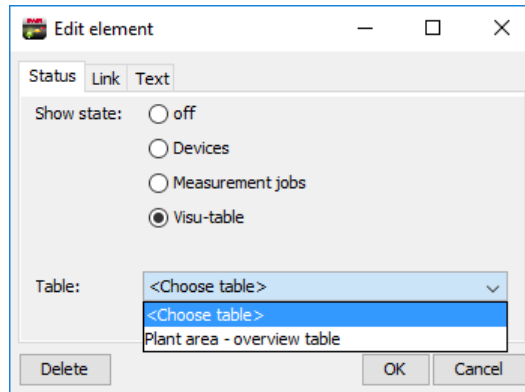 Edit element
Status Link Text
Show state: off
Devices
Measurement jobs
Visu-table
Table: <Choose table>
<Choose table>
Plant area - overview table
Delete OK Cancel